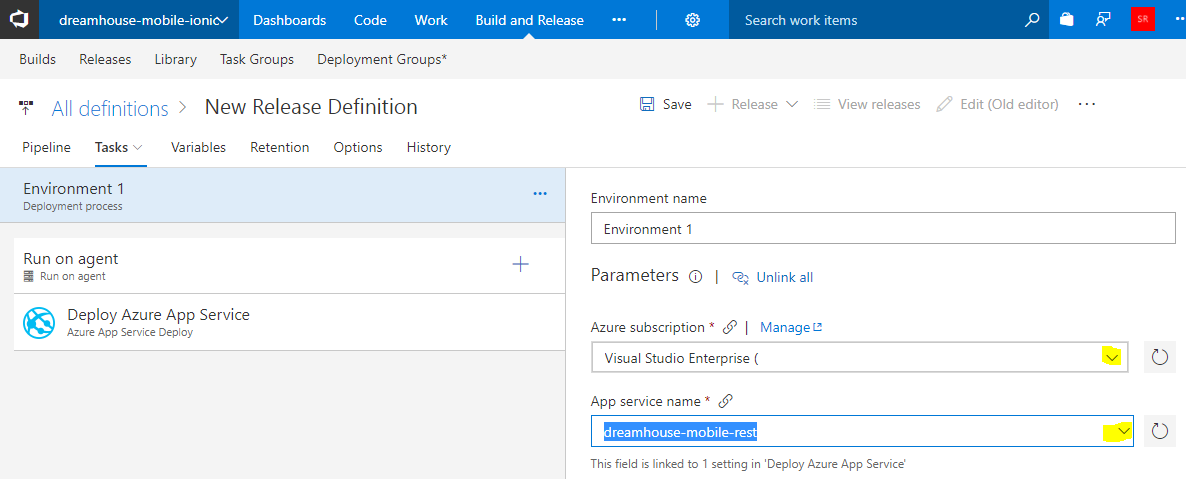 dreamhouse-mobile-ionic Dashboards Code Work Build and Release ··· Search work items SR
Builds Releases Library Task Groups Deployment Groups*
All definitions > New Release Definition Save Release View releases Edit (Old editor) ···
Pipeline Tasks Variables Retention Options History
Environment 1 ···
Deployment process
Run on agent
Run on agent
Deploy Azure App Service
Azure App Service Deploy
Environment name
Environment 1
Parameters | Unlink all
Azure subscription * | Manage
Visual Studio Enterprise (
App service name *
dreamhouse-mobile-rest
This field is linked to 1 setting in 'Deploy Azure App Service'